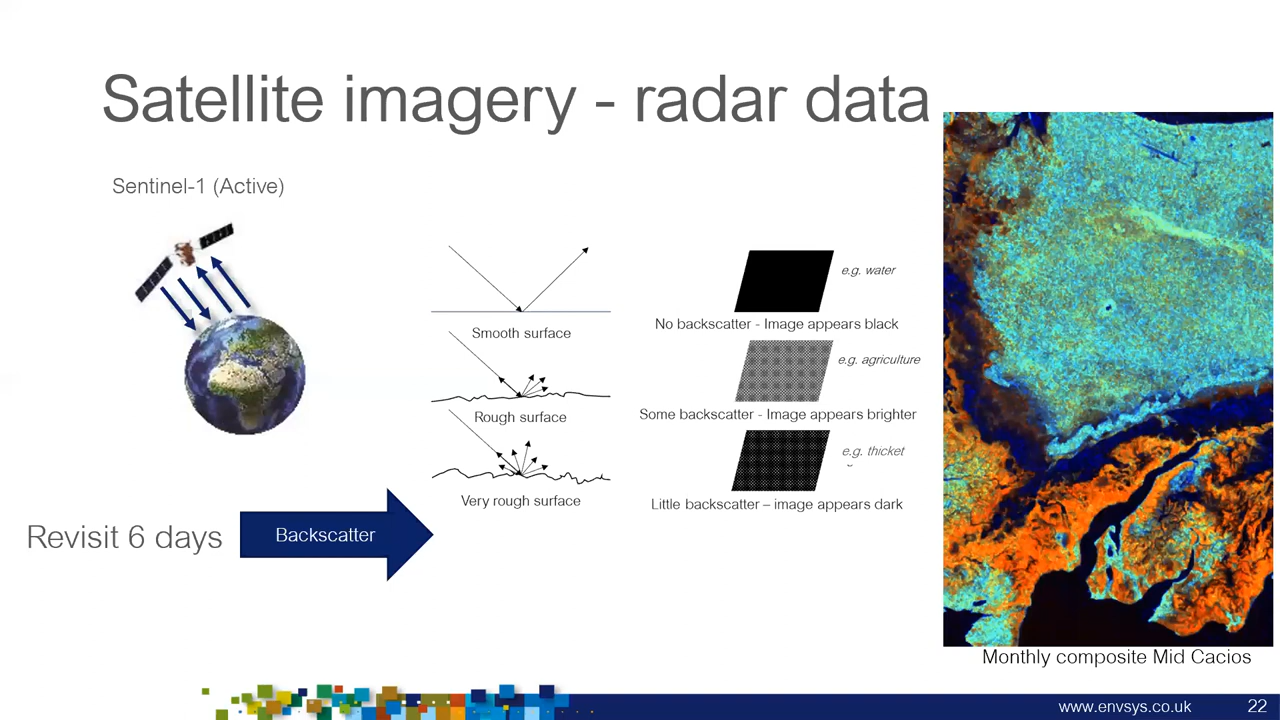 Satellite imagery - radar data
Sentinel-1 (Active)
Smooth surface
e.g. water
No backscatter - Image appears black
Rough surface
e.g. agriculture
Some backscatter - Image appears brighter
Very rough surface
e.g. thicket
Little backscatter – image appears dark
Revisit 6 days
Backscatter
Monthly composite Mid Cacios
www.envsys.co.uk
22